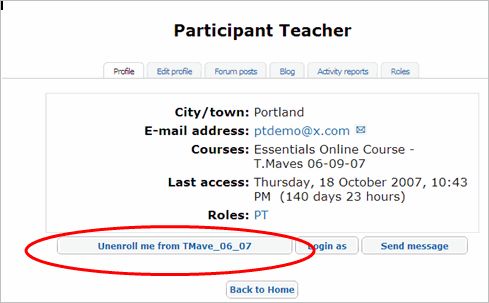 Participant Teacher
Profile Edit profile Forum posts Blog Activity reports Roles
City/town: Portland
E-mail address: ptdemo@x.com
Courses: Essentials Online Course -
T.Maves 06-09-07
Last access: Thursday, 18 October 2007, 10:43
PM (140 days 23 hours)
Roles: PT
Unenroll me from TMave_06_07 Login as Send message
Back to Home